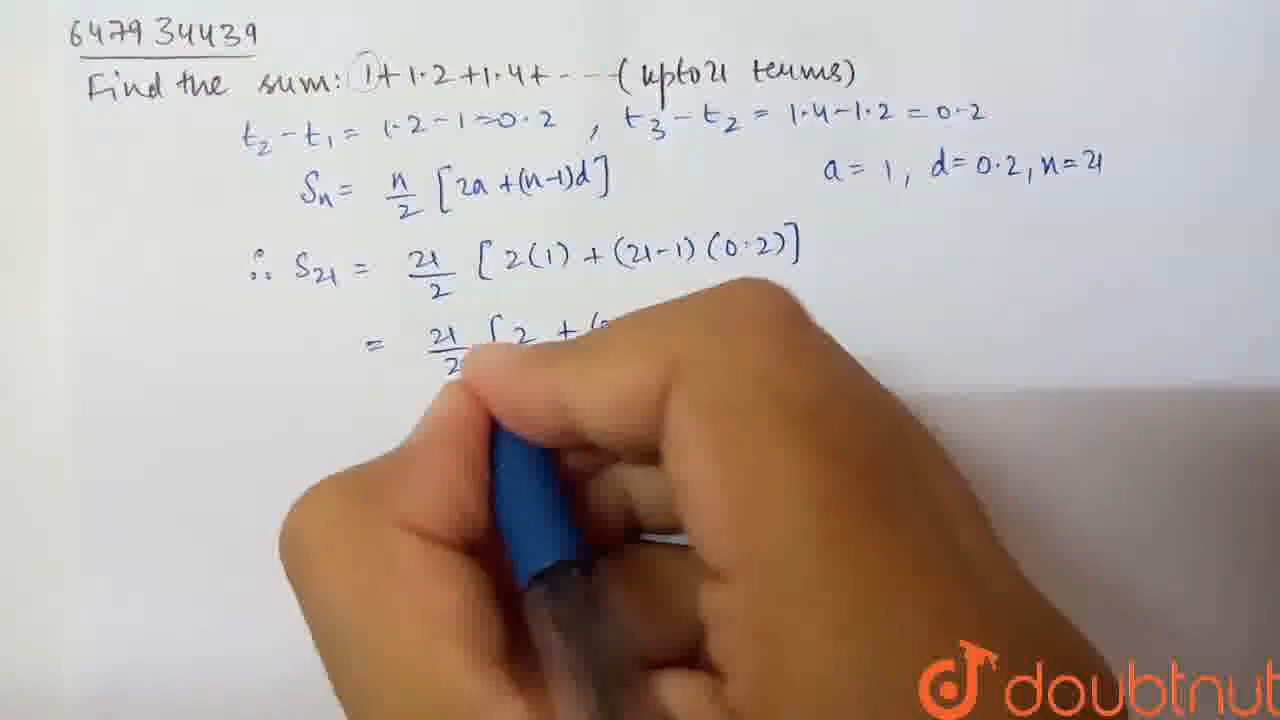 647934439
Find the sum: 1+1.2+1.4+ ---- (upto 21 terms)
t₂-t₁ = 1.2-1=0.2 , t₃-t₂ = 1.4-1.2 = 0.2
Sₙ= n/2 [2a+(n-1)d] a= 1, d=0.2, n=21
∴ S₂₁ = 21/2 [2(1)+(21-1)(0.2)]
= 21/2 [2 + (
doubtnut